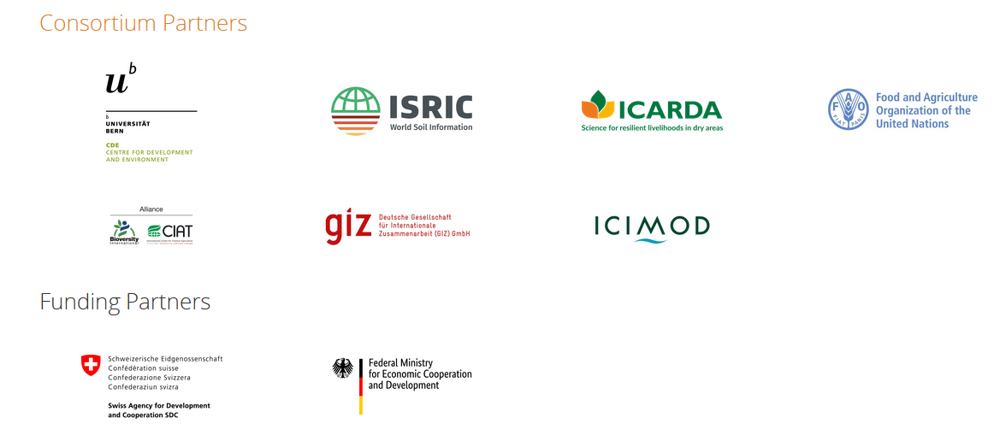 Consortium Partners
u b
b
UNIVERSITÄT
BERN
CDE
CENTRE FOR DEVELOPMENT
AND ENVIRONMENT
ISRIC
World Soil Information
ICARDA
Science for resilient livelihoods in dry areas
FAO
FIAT PANIS
Food and Agriculture
Organization of the
United Nations
Alliance
Bioversity
International
CIAT
giz
Deutsche Gesellschaft
für Internationale
Zusammenarbeit (GIZ) GmbH
ICIMOD
Funding Partners
Schweizerische Eidgenossenschaft
Confédération suisse
Confederazione Svizzera
Confederaziun svizra
Swiss Agency for Development
and Cooperation SDC
Federal Ministry
for Economic Cooperation
and Development